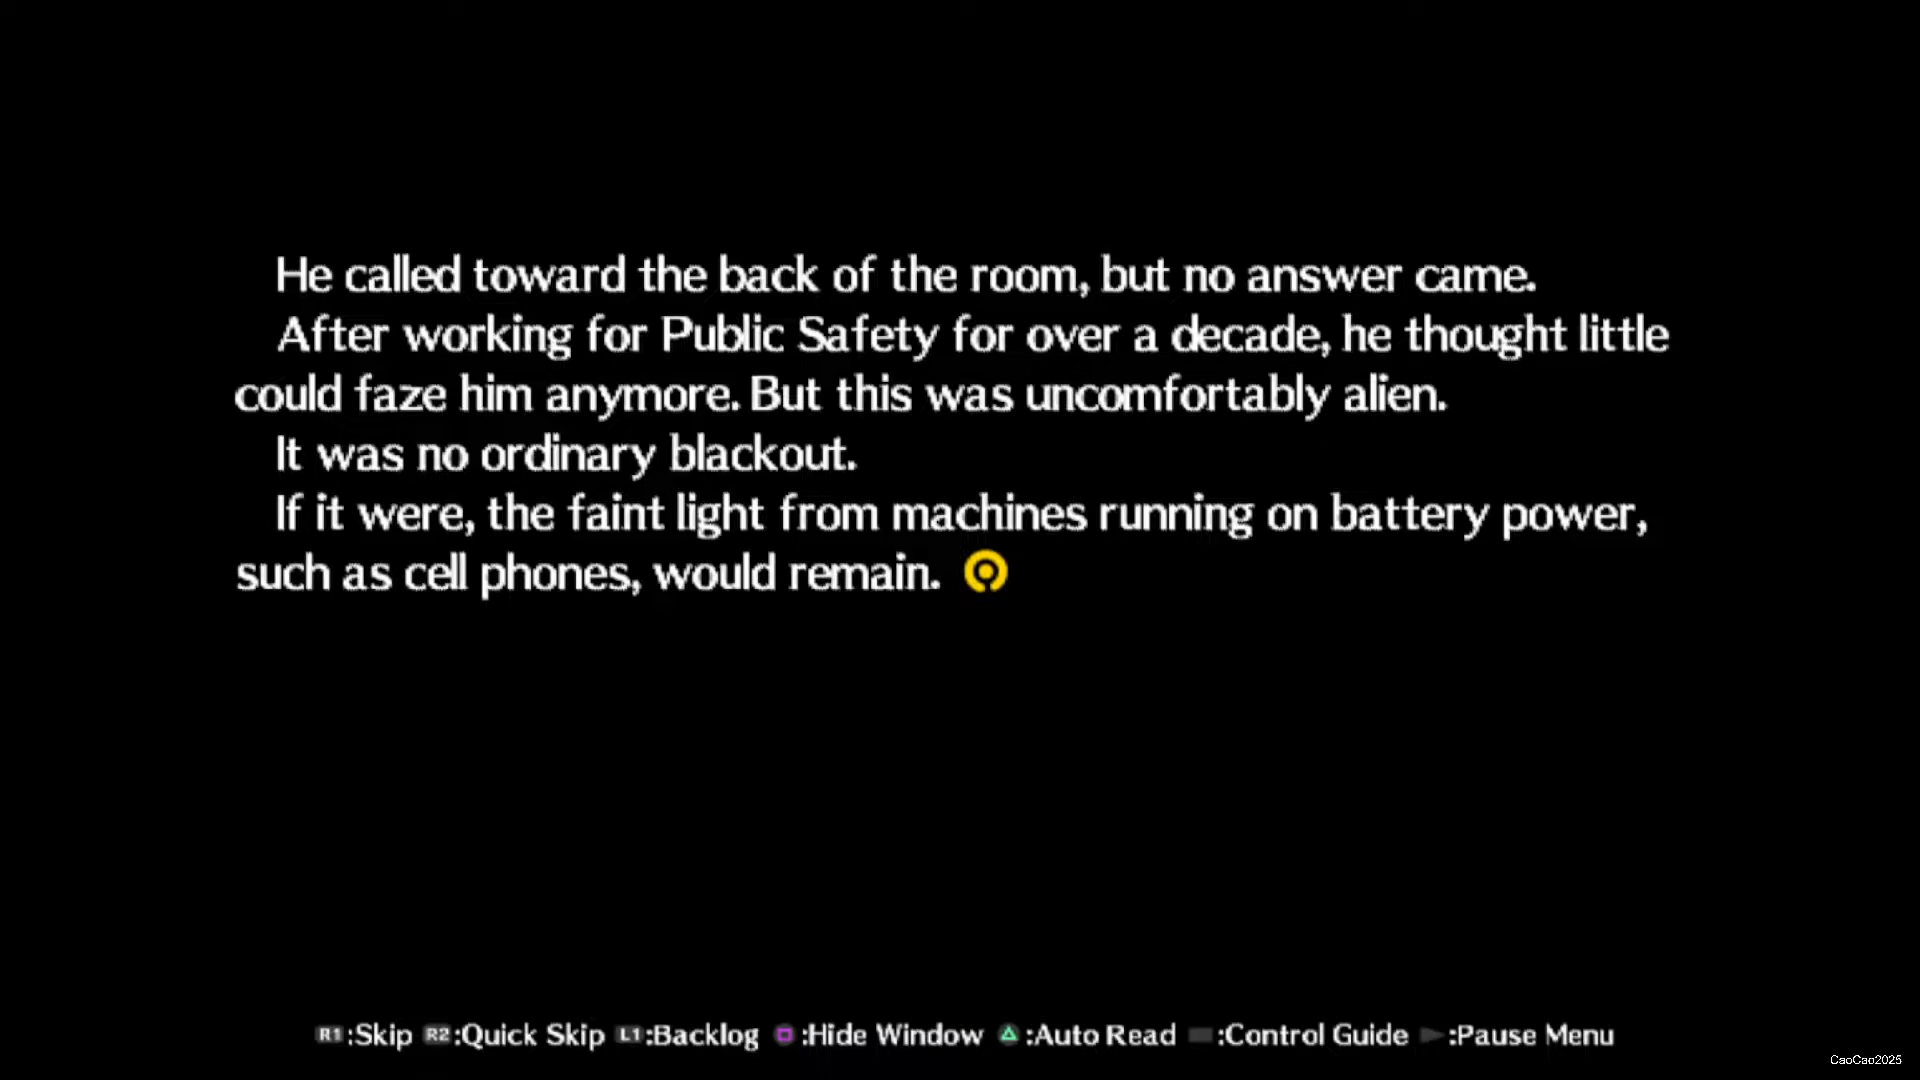 He called toward the back of the room, but no answer came.
After working for Public Safety for over a decade, he thought little
could faze him anymore. But this was uncomfortably alien.
It was no ordinary blackout.
If it were, the faint light from machines running on battery power,
such as cell phones, would remain.
R1:Skip R2:Quick Skip L1:Backlog :Hide Window :Auto Read :Control Guide :Pause Menu
CaoCao2025